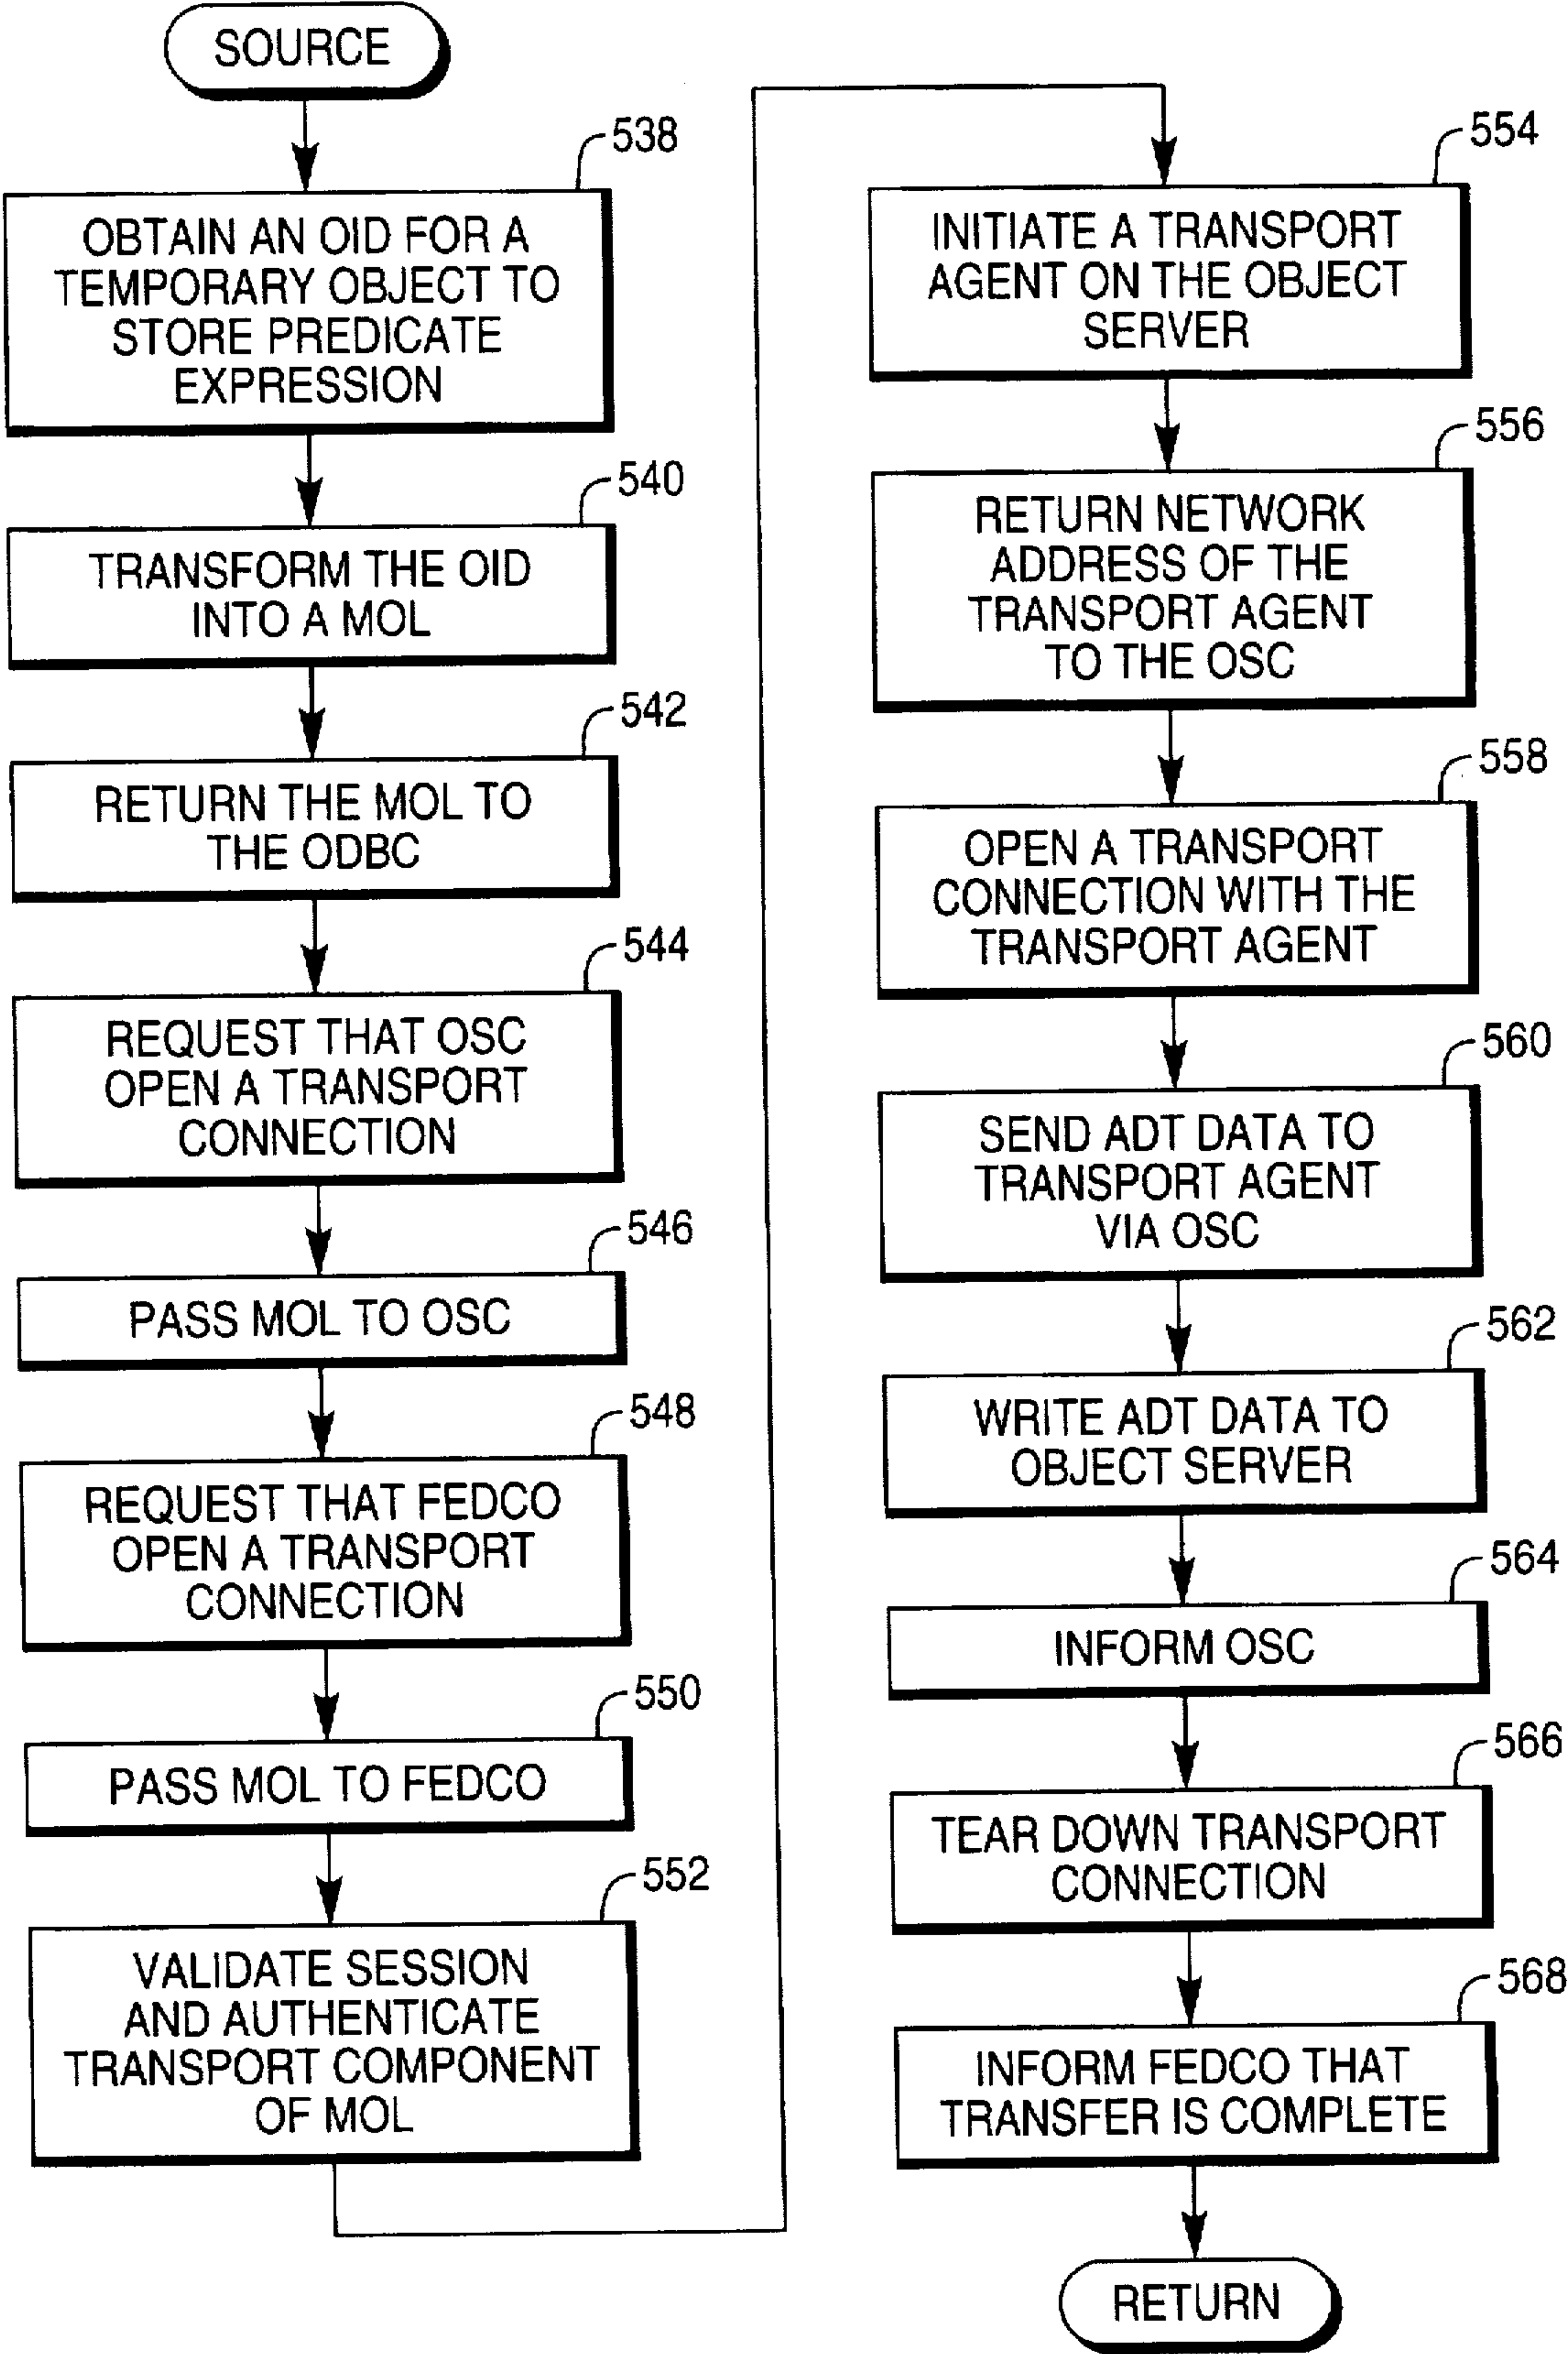 SOURCE
538
OBTAIN AN OID FOR A
TEMPORARY OBJECT TO
STORE PREDICATE
EXPRESSION
540
TRANSFORM THE OID
INTO A MOL
542
RETURN THE MOL TO
THE ODBC
544
REQUEST THAT OSC
OPEN A TRANSPORT
CONNECTION
546
PASS MOL TO OSC
548
REQUEST THAT FEDCO
OPEN A TRANSPORT
CONNECTION
550
PASS MOL TO FEDCO
552
VALIDATE SESSION
AND AUTHENTICATE
TRANSPORT COMPONENT
OF MOL
554
INITIATE A TRANSPORT
AGENT ON THE OBJECT
SERVER
556
RETURN NETWORK
ADDRESS OF THE
TRANSPORT AGENT
TO THE OSC
558
OPEN A TRANSPORT
CONNECTION WITH THE
TRANSPORT AGENT
560
SEND ADT DATA TO
TRANSPORT AGENT
VIA OSC
562
WRITE ADT DATA TO
OBJECT SERVER
564
INFORM OSC
566
TEAR DOWN TRANSPORT
CONNECTION
568
INFORM FEDCO THAT
TRANSFER IS COMPLETE
RETURN